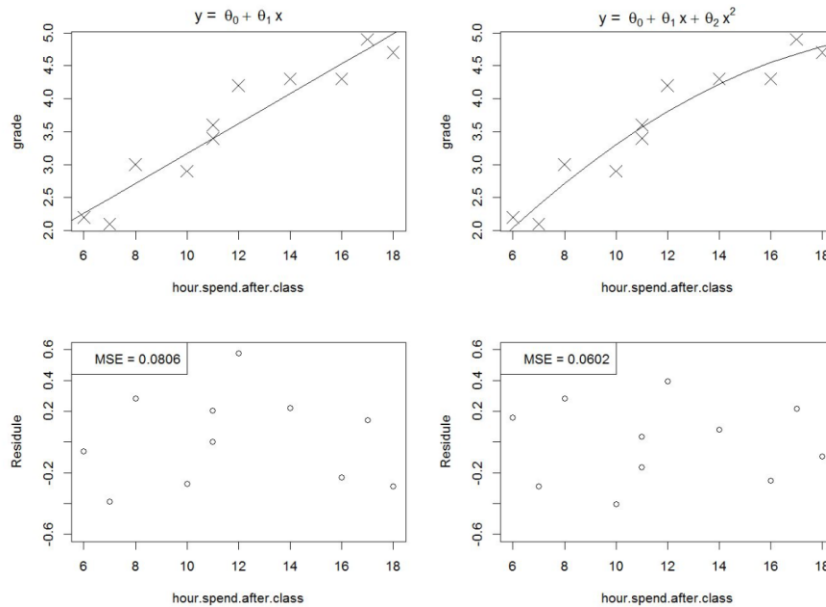 y = θ₀ + θ₁ x
grade
5.0
4.5
4.0
3.5
3.0
2.5
2.0
6 8 10 12 14 16 18
hour.spend.after.class
y = θ₀ + θ₁ x + θ₂ x²
grade
5.0
4.5
4.0
3.5
3.0
2.5
2.0
6 8 10 12 14 16 18
hour.spend.after.class
MSE = 0.0806
Residule
0.6
0.4
0.2
-0.2
-0.6
6 8 10 12 14 16 18
hour.spend.after.class
MSE = 0.0602
Residule
0.6
0.4
0.2
-0.2
-0.6
6 8 10 12 14 16 18
hour.spend.after.class